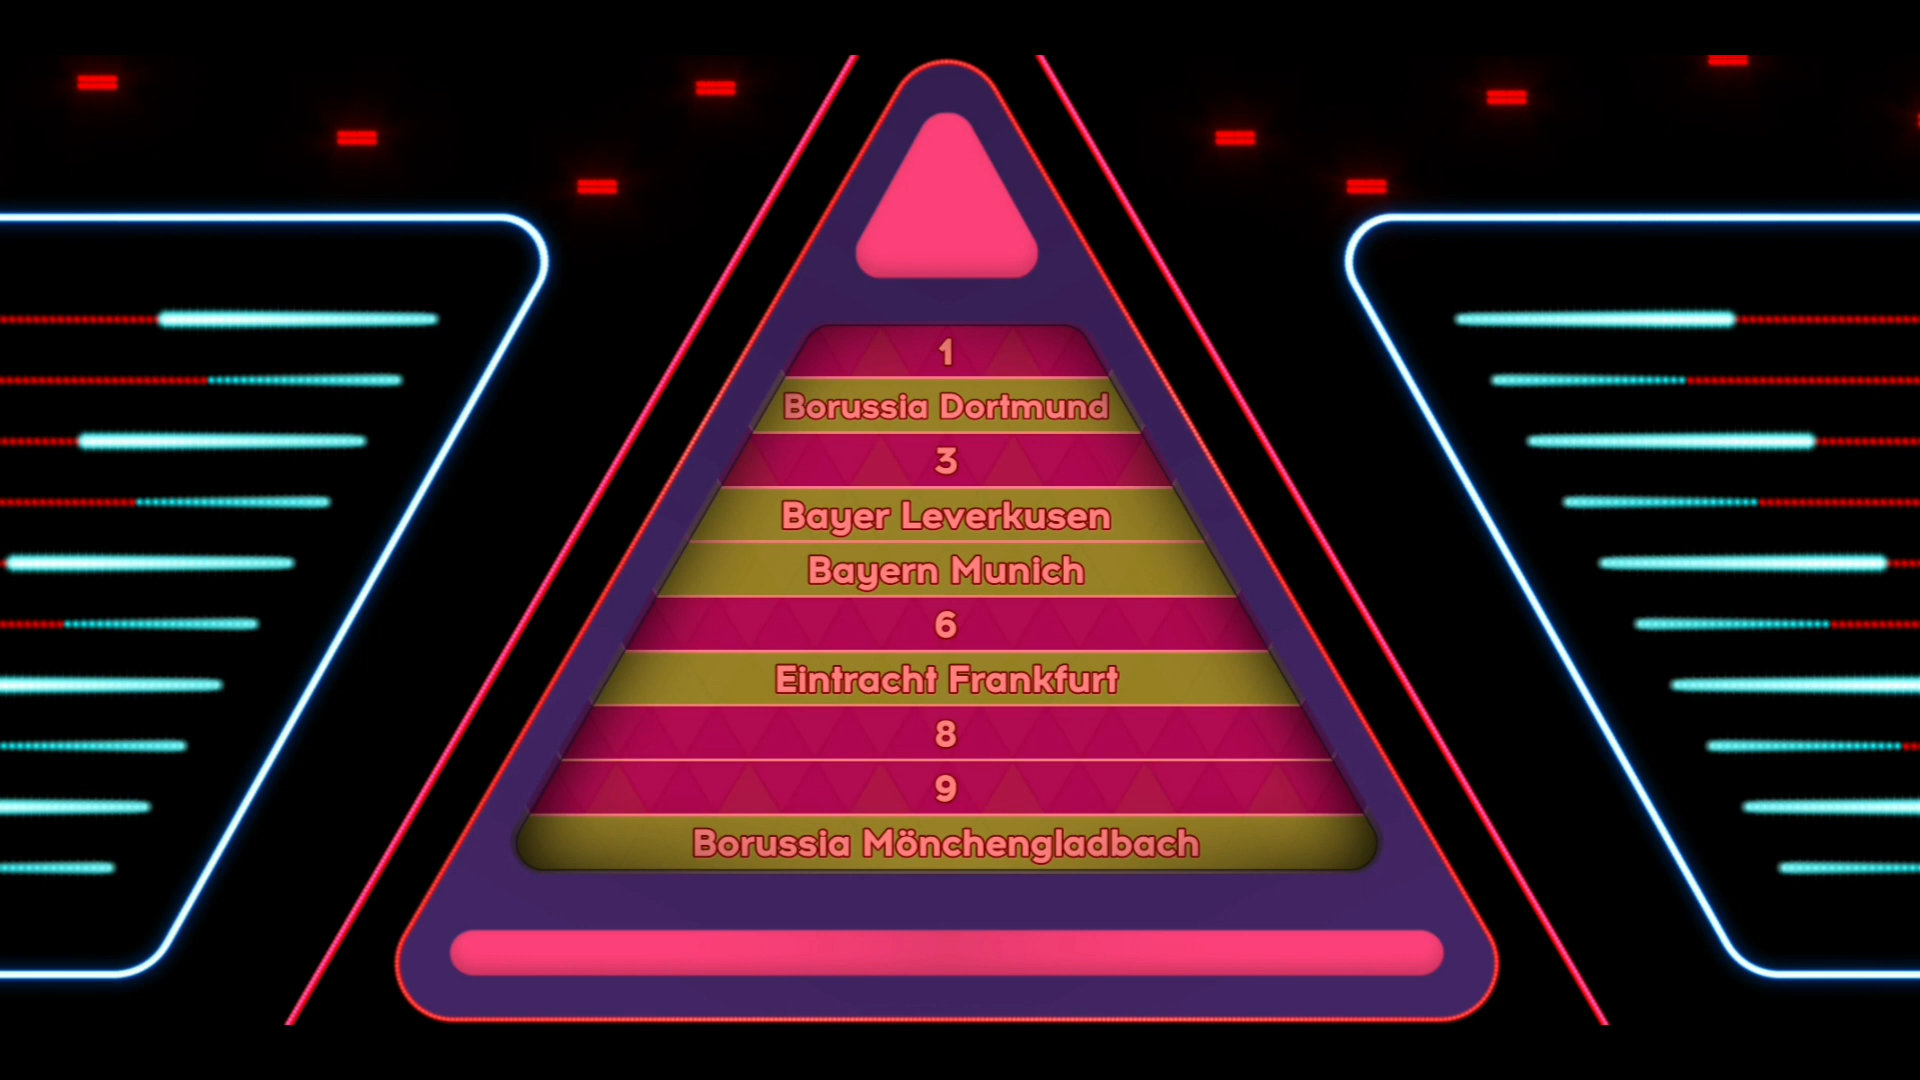 1
Borussia Dortmund
3
Bayer Leverkusen
Bayern Munich
6
Eintracht Frankfurt
8
9
Borussia Mönchengladbach